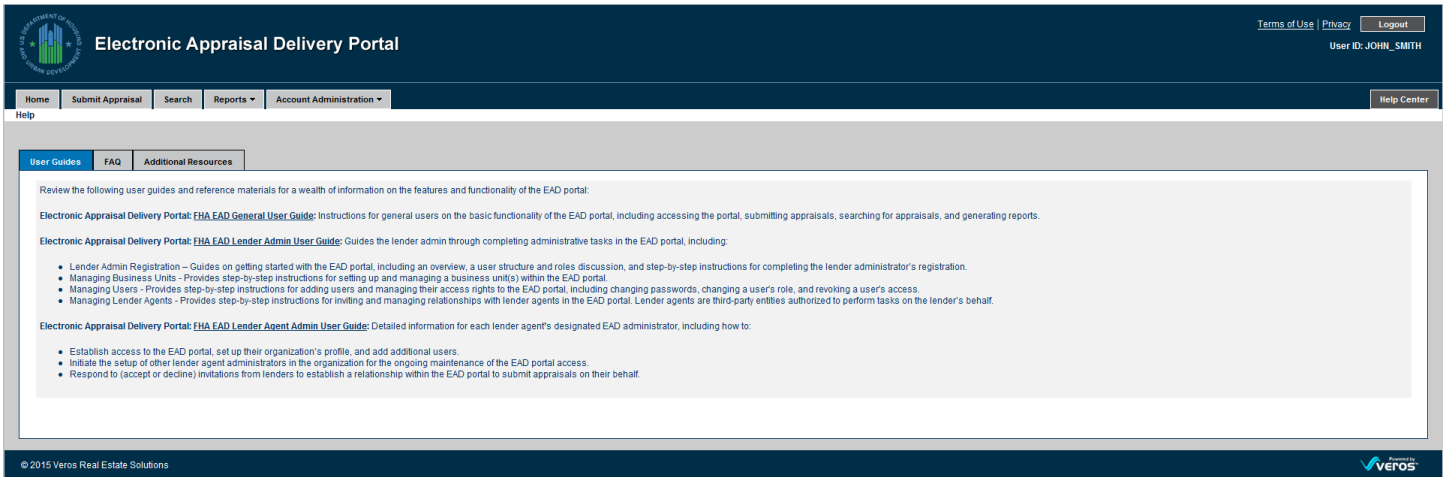 U.S. DEPARTMENT OF HOUSING AND URBAN DEVELOPMENT
Electronic Appraisal Delivery Portal
Terms of Use | Privacy Logout
User ID: JOHN_SMITH
Home Submit Appraisal Search Reports Account Administration Help Center
Help
User Guides FAQ Additional Resources
Review the following user guides and reference materials for a wealth of information on the features and functionality of the EAD portal:
Electronic Appraisal Delivery Portal: FHA EAD General User Guide: Instructions for general users on the basic functionality of the EAD portal, including accessing the portal, submitting appraisals, searching for appraisals, and generating reports.
Electronic Appraisal Delivery Portal: FHA EAD Lender Admin User Guide: Guides the lender admin through completing administrative tasks in the EAD portal, including:
• Lender Admin Registration – Guides on getting started with the EAD portal, including an overview, a user structure and roles discussion, and step-by-step instructions for completing the lender administrator's registration.
• Managing Business Units - Provides step-by-step instructions for setting up and managing a business unit(s) within the EAD portal.
• Managing Users - Provides step-by-step instructions for adding users and managing their access rights to the EAD portal, including changing passwords, changing a user's role, and revoking a user's access.
• Managing Lender Agents - Provides step-by-step instructions for inviting and managing relationships with lender agents in the EAD portal. Lender agents are third-party entities authorized to perform tasks on the lender's behalf.
Electronic Appraisal Delivery Portal: FHA EAD Lender Agent Admin User Guide: Detailed information for each lender agent's designated EAD administrator, including how to:
• Establish access to the EAD portal, set up their organization's profile, and add additional users.
• Initiate the setup of other lender agent administrators in the organization for the ongoing maintenance of the EAD portal access.
• Respond to (accept or decline) invitations from lenders to establish a relationship within the EAD portal to submit appraisals on their behalf.
© 2015 Veros Real Estate Solutions
Powered by
veros